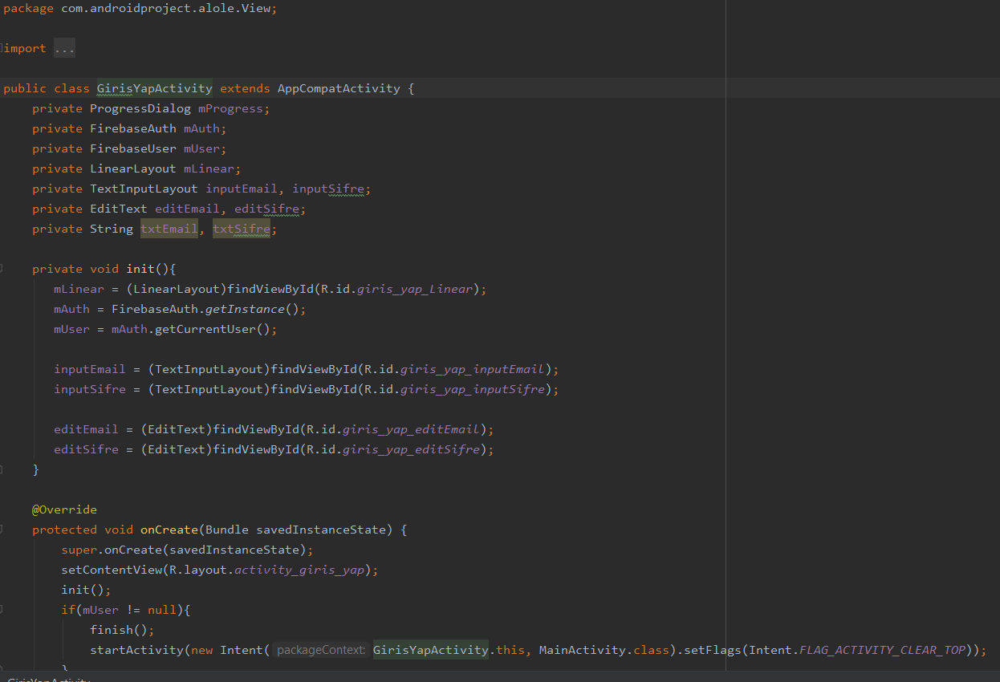 package com.androidproject.alole.View;
import ...
public class GirisYapActivity extends AppCompatActivity {
private ProgressDialog mProgress;
private FirebaseAuth mAuth;
private FirebaseUser mUser;
private LinearLayout mLinear;
private TextInputLayout inputEmail, inputSifre;
private EditText editEmail, editSifre;
private String txtEmail, txtSifre;
private void init(){
mLinear = (LinearLayout)findViewById(R.id.giris_yap_Linear);
mAuth = FirebaseAuth.getInstance();
mUser = mAuth.getCurrentUser();
inputEmail = (TextInputLayout)findViewById(R.id.giris_yap_inputEmail);
inputSifre = (TextInputLayout)findViewById(R.id.giris_yap_inputSifre);
editEmail = (EditText)findViewById(R.id.giris_yap_editEmail);
editSifre = (EditText)findViewById(R.id.giris_yap_editSifre);
}
@Override
protected void onCreate(Bundle savedInstanceState) {
super.onCreate(savedInstanceState);
setContentView(R.layout.activity_giris_yap);
init();
if(mUser != null){
finish();
startActivity(new Intent( packageContext: GirisYapActivity.this, MainActivity.class).setFlags(Intent.FLAG_ACTIVITY_CLEAR_TOP));
}
GirisYapActivity